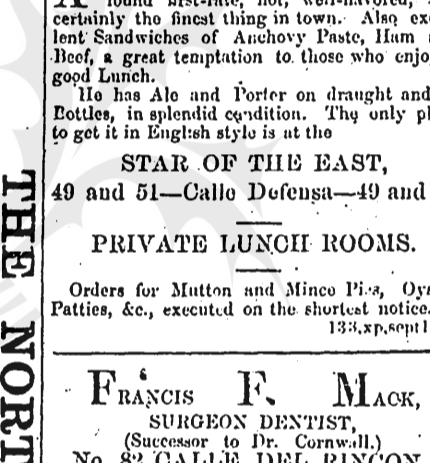 found first-rate, hot, well-flavored,
certainly the finest thing in town. Also ex
lent Sandwiches of Anchovy Paste, Ham
Beef, a great temptation to those who enjo
good Lunch.
He has Ale and Porter on draught and
Bottles, in splendid condition. The only pl
to get it in English style is at the
STAR OF THE EAST,
49 and 51—Calle Defensa—49 and
PRIVATE LUNCH ROOMS.
Orders for Mutton and Mince Pies, Oys
Patties, &c., executed on the shortest notice.
133,xp,sept1
FRANCIS F. MACK,
SURGEON DENTIST,
(Successor to Dr. Cornwall.)
No. 82 CALLE DEL RINCON
THE NORT